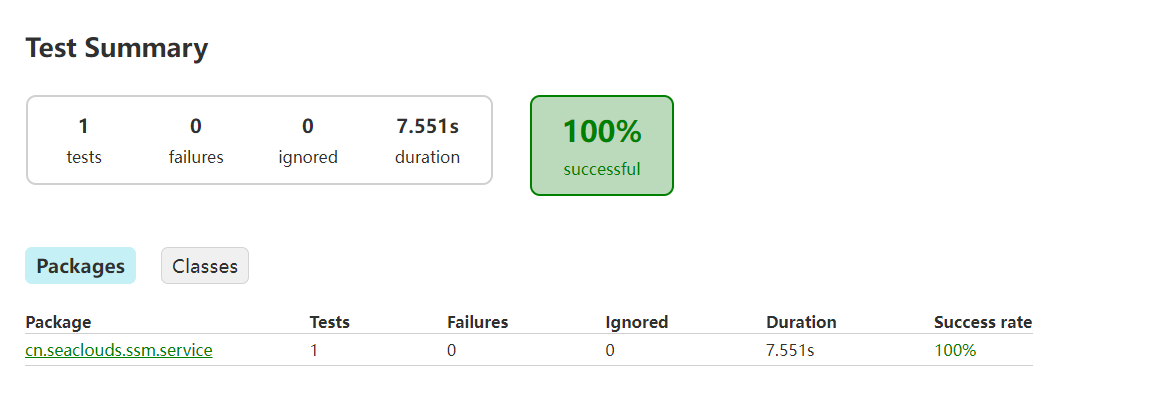 Test Summary
1 0 0 7.551s
tests failures ignored duration
100%
successful
Packages Classes
Package Tests Failures Ignored Duration Success rate
cn.seaclouds.ssm.service 1 0 0 7.551s 100%